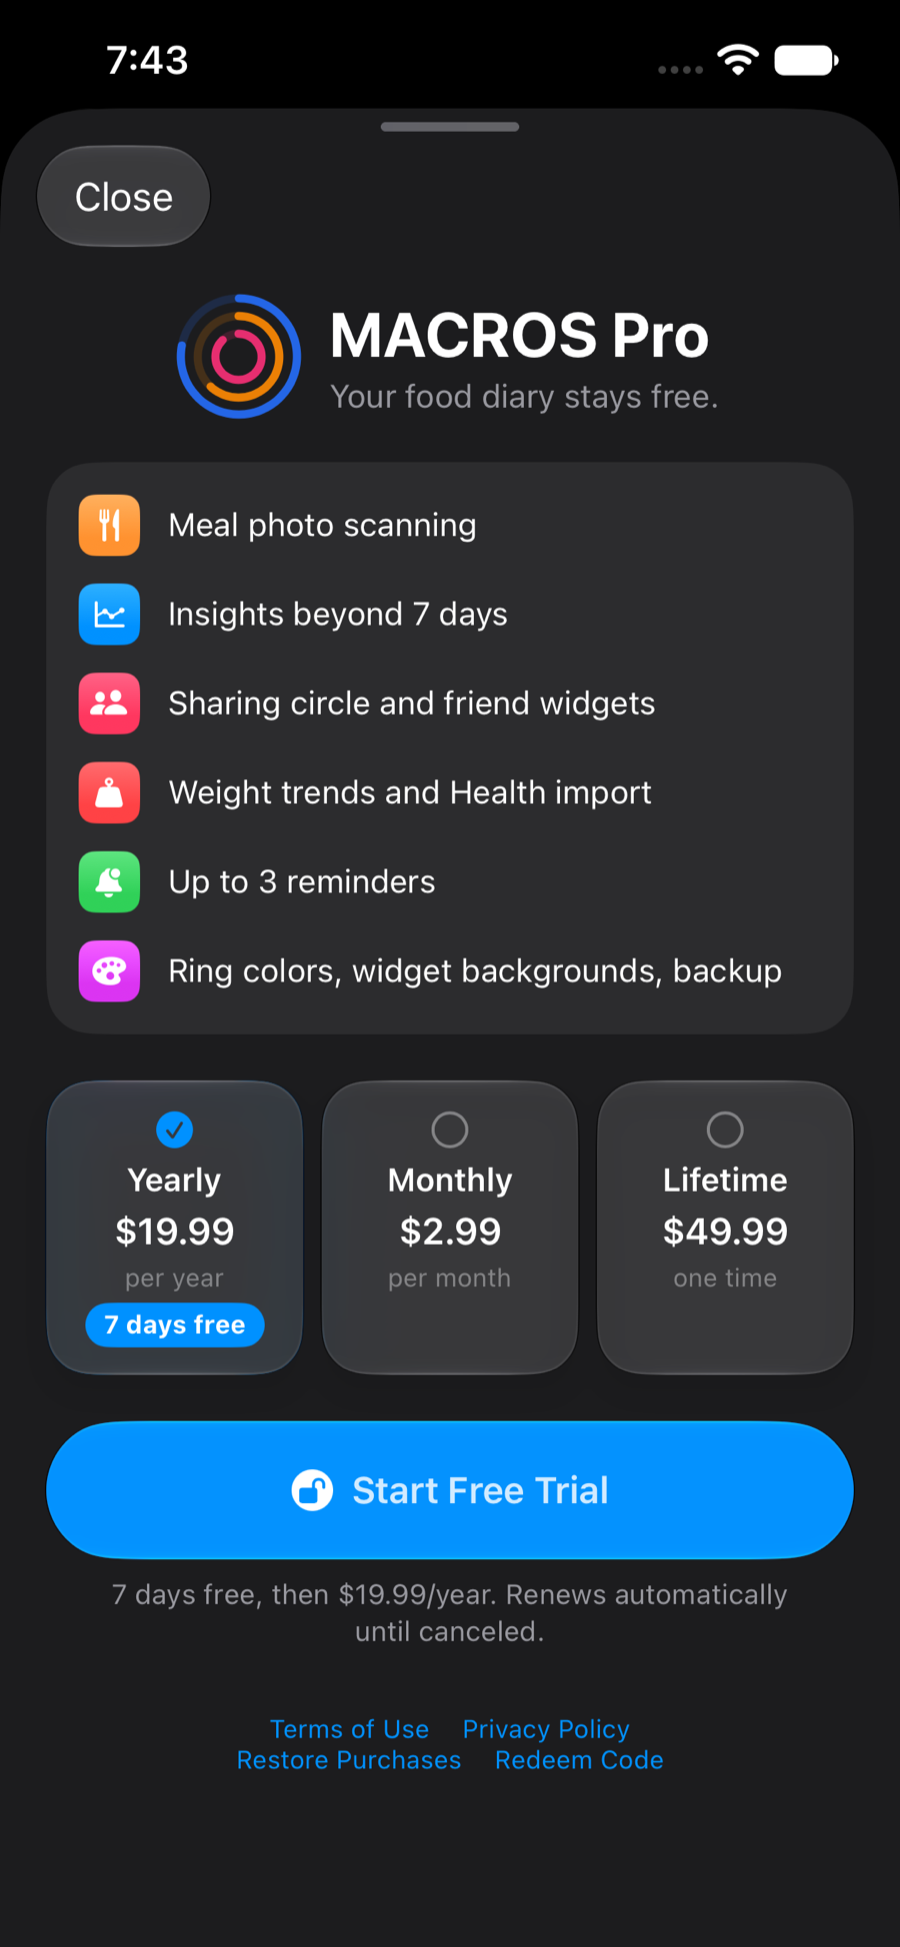 7:43
Close
MACROS Pro
Your food diary stays free.
Meal photo scanning
Insights beyond 7 days
Sharing circle and friend widgets
Weight trends and Health import
Up to 3 reminders
Ring colors, widget backgrounds, backup
Yearly
$19.99
per year
7 days free
Monthly
$2.99
per month
Lifetime
$49.99
one time
Start Free Trial
7 days free, then $19.99/year. Renews automatically
until canceled.
Terms of Use Privacy Policy
Restore Purchases Redeem Code